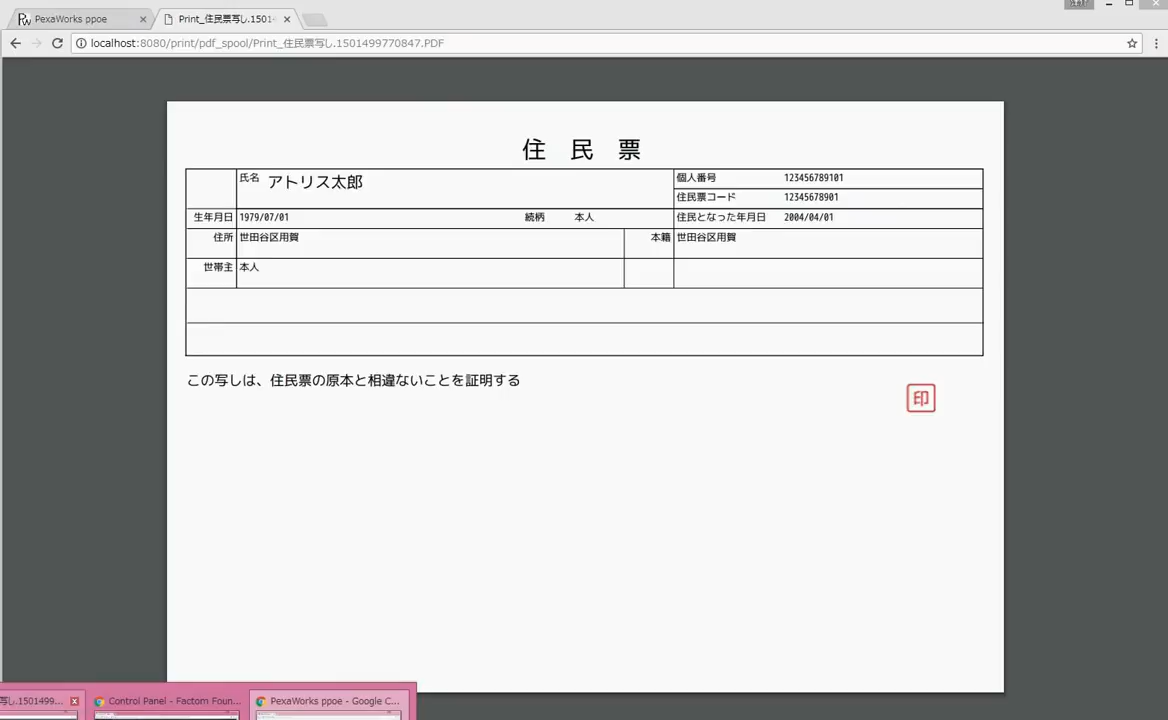 PexaWorks ppoe
Print_住民票写し.1501
localhost:8080/print/pdf_spool/Print_住民票写し.1501499770847.PDF
住 民 票
氏名 アトリス太郎
個人番号 123456789101
住民票コード 12345678901
生年月日 1979/07/01 続柄 本人 住民となった年月日 2004/04/01
住所 世田谷区用賀 本籍 世田谷区用賀
世帯主 本人
この写しは、住民票の原本と相違ないことを証明する
印
写し.1501499... Control Panel - Factom Foun... PexaWorks ppoe - Google C...